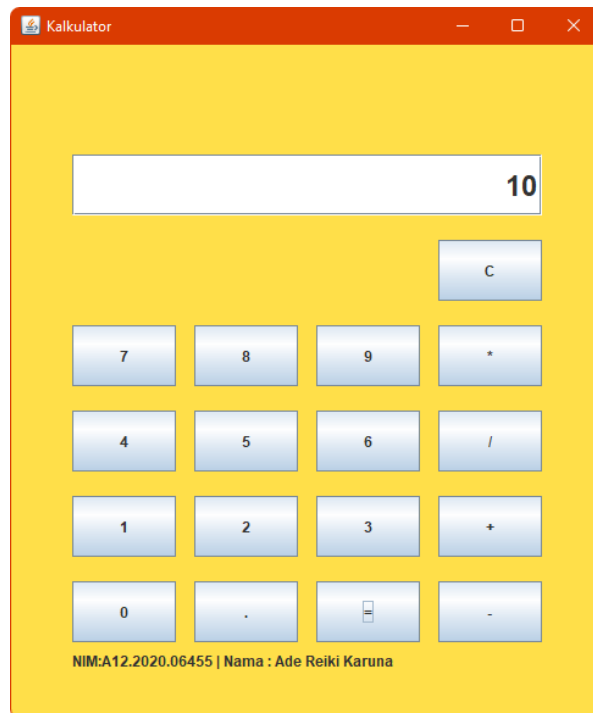 Kalkulator
10
C
7 8 9 *
4 5 6 /
1 2 3 +
0 . = -
NIM:A12.2020.06455 | Nama : Ade Reiki Karuna